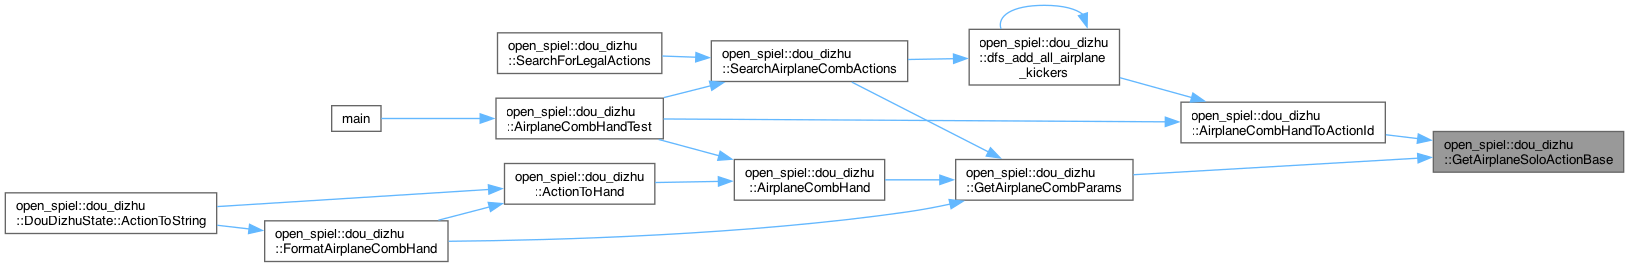 open_spiel::dou_dizhu
::SearchForLegalActions
open_spiel::dou_dizhu
::SearchAirplaneCombActions
open_spiel::dou_dizhu
::dfs_add_all_airplane
_kickers
main
open_spiel::dou_dizhu
::AirplaneCombHandTest
open_spiel::dou_dizhu
::AirplaneCombHandToActionId
open_spiel::dou_dizhu
::GetAirplaneSoloActionBase
open_spiel::dou_dizhu
::ActionToHand
open_spiel::dou_dizhu
::AirplaneCombHand
open_spiel::dou_dizhu
::GetAirplaneCombParams
open_spiel::dou_dizhu
::DouDizhuState::ActionToString
open_spiel::dou_dizhu
::FormatAirplaneCombHand